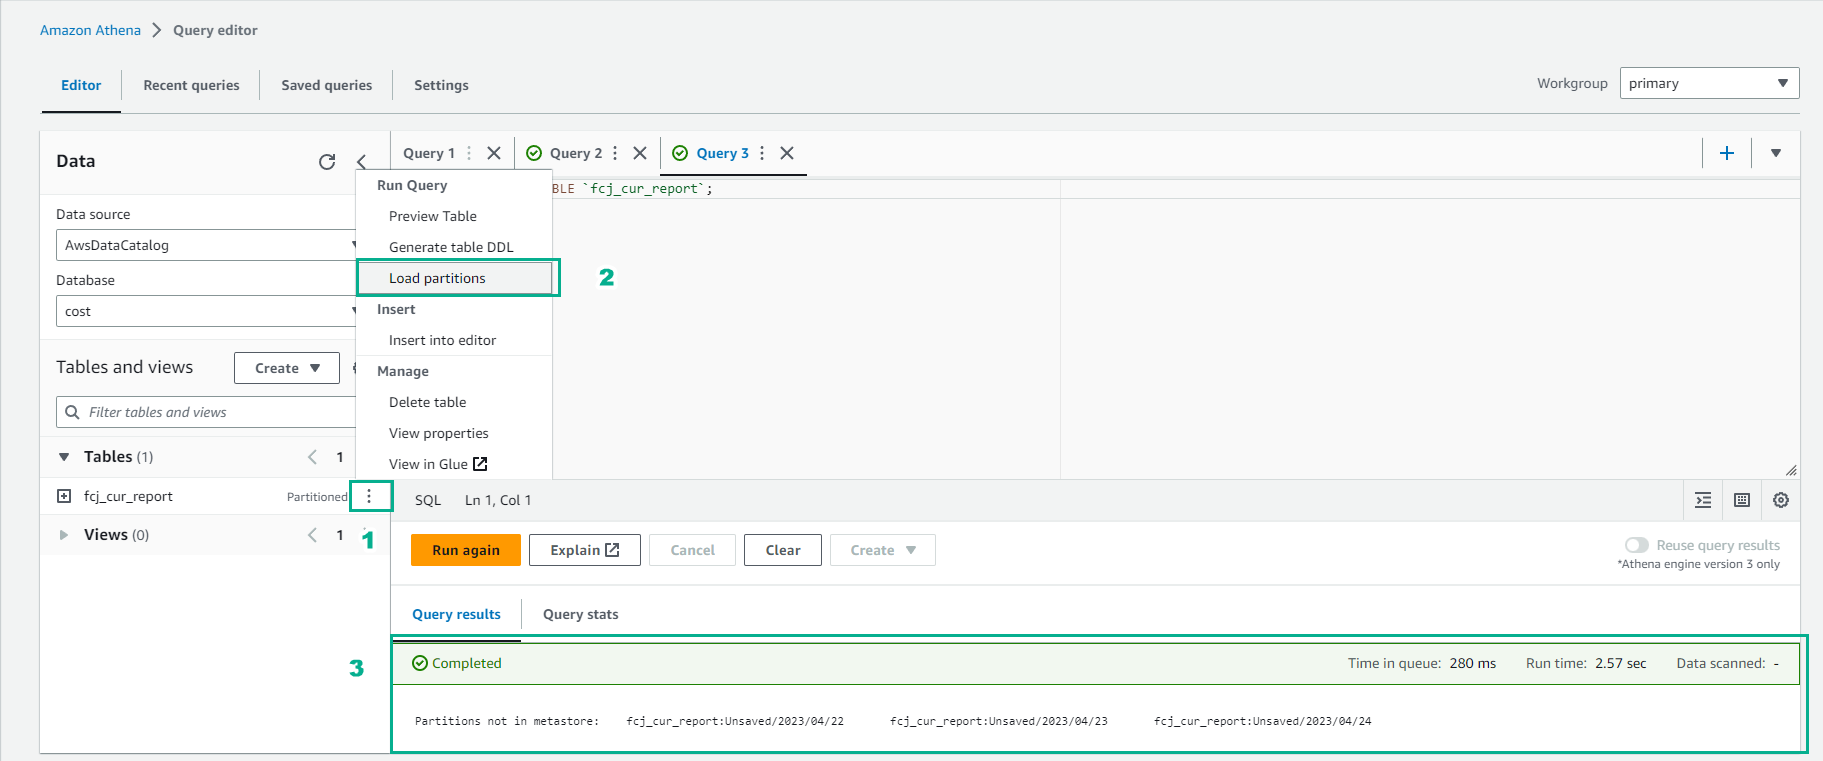 Amazon Athena > Query editor
Editor Recent queries Saved queries Settings
Workgroup primary
Data
Query 1 Query 2 Query 3
Run Query
BLE `fcj_cur_report`;
Data source
Preview Table
AwsDataCatalog
Generate table DDL
Load partitions
2
Database
Insert
cost
Insert into editor
Tables and views
Create
Manage
Filter tables and views
Delete table
View properties
Tables (1)
1
View in Glue
fcj_cur_report
Partitioned
SQL Ln 1, Col 1
Views (0)
1
1
Run again Explain Cancel Clear Create
Reuse query results
*Athena engine version 3 only
Query results Query stats
3
Completed
Time in queue: 280 ms Run time: 2.57 sec Data scanned: -
Partitions not in metastore: fcj_cur_report:Unsaved/2023/04/22 fcj_cur_report:Unsaved/2023/04/23 fcj_cur_report:Unsaved/2023/04/24